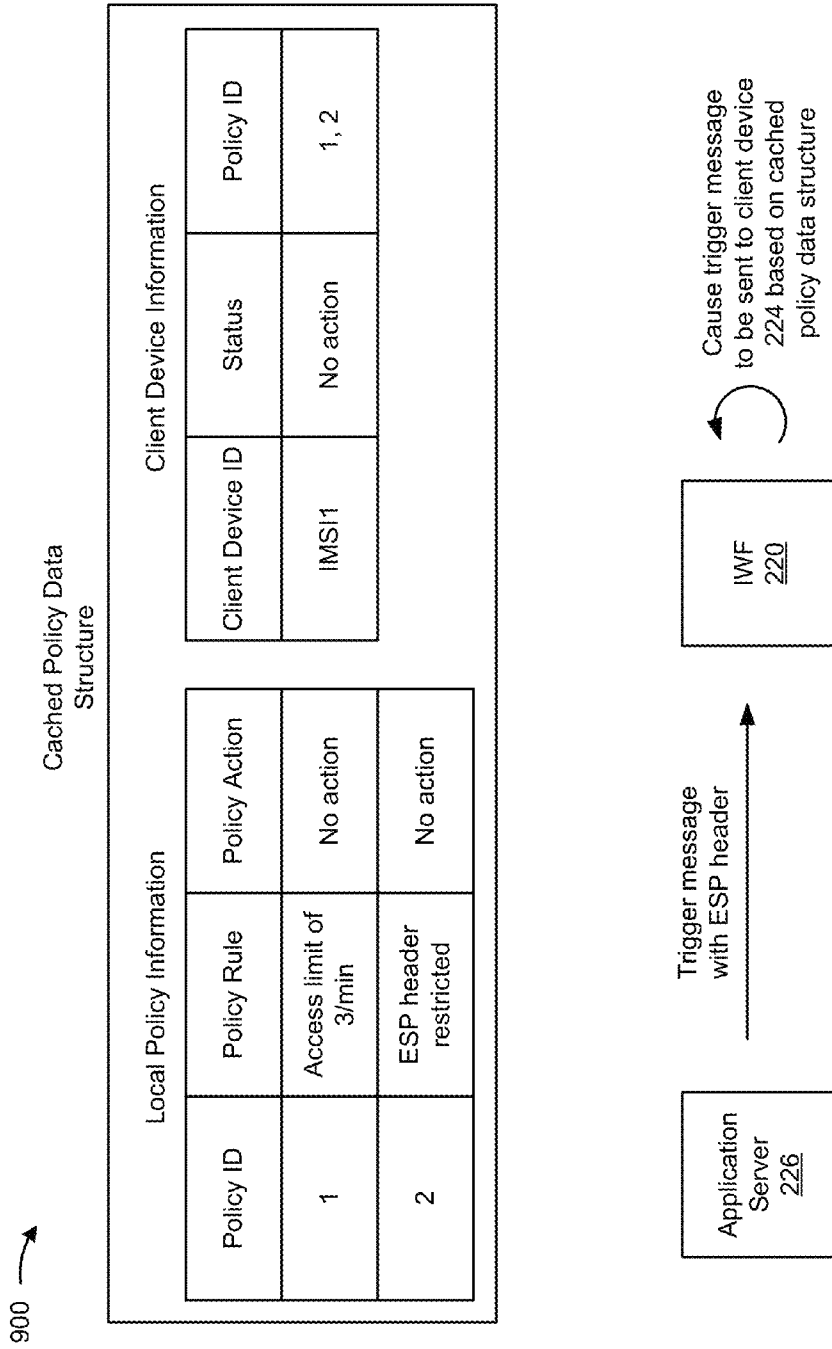 900
Cached Policy Data
Structure
Local Policy Information
Policy ID
Policy Rule
Policy Action
1
Access limit of
3/min
No action
2
ESP header
restricted
No action
Client Device Information
Client Device ID
Status
Policy ID
IMSI1
No action
1, 2
Application
Server
226
Trigger message
with ESP header
IWF
220
Cause trigger message
to be sent to client device
224 based on cached
policy data structure